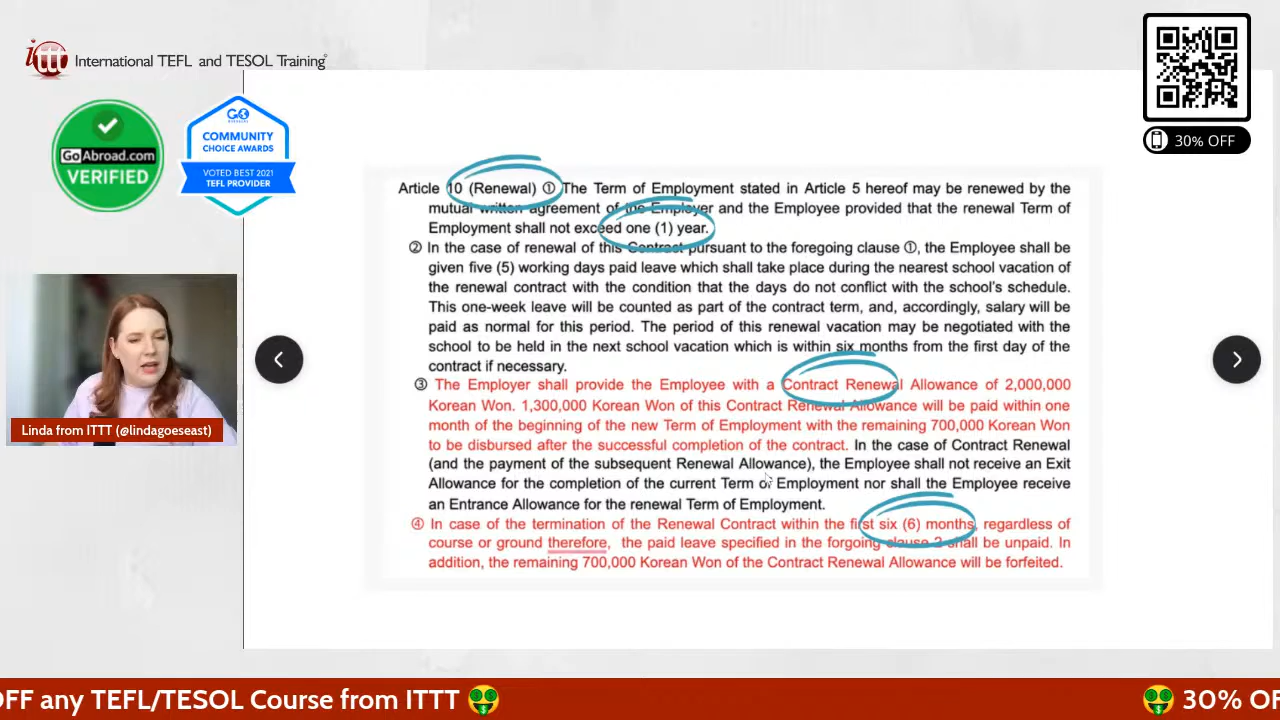 ittt International TEFL and TESOL Training
GoAbroad.com
VERIFIED
GO
COMMUNITY
CHOICE AWARDS
VOTED BEST 2021
TEFL PROVIDER
30% OFF
Article 10 (Renewal) ① The Term of Employment stated in Article 5 hereof may be renewed by the
mutual written agreement of the Employer and the Employee provided that the renewal Term of
Employment shall not exceed one (1) year.
② In the case of renewal of this Contract pursuant to the foregoing clause ①, the Employee shall be
given five (5) working days paid leave which shall take place during the nearest school vacation of
the renewal contract with the condition that the days do not conflict with the school's schedule.
This one-week leave will be counted as part of the contract term, and, accordingly, salary will be
paid as normal for this period. The period of this renewal vacation may be negotiated with the
school to be held in the next school vacation which is within six months from the first day of the
contract if necessary.
③ The Employer shall provide the Employee with a Contract Renewal Allowance of 2,000,000
Korean Won. 1,300,000 Korean Won of this Contract Renewal Allowance will be paid within one
month of the beginning of the new Term of Employment with the remaining 700,000 Korean Won
to be disbursed after the successful completion of the contract. In the case of Contract Renewal
(and the payment of the subsequent Renewal Allowance), the Employee shall not receive an Exit
Allowance for the completion of the current Term of Employment nor shall the Employee receive
an Entrance Allowance for the renewal Term of Employment.
④ In case of the termination of the Renewal Contract within the first six (6) months, regardless of
course or ground therefore, the paid leave specified in the forgoing clause 2 shall be unpaid. In
addition, the remaining 700,000 Korean Won of the Contract Renewal Allowance will be forfeited.
Linda from ITTT (@lindagoeseast)
OFF any TEFL/TESOL Course from ITTT 🤑
🤑 30% OF